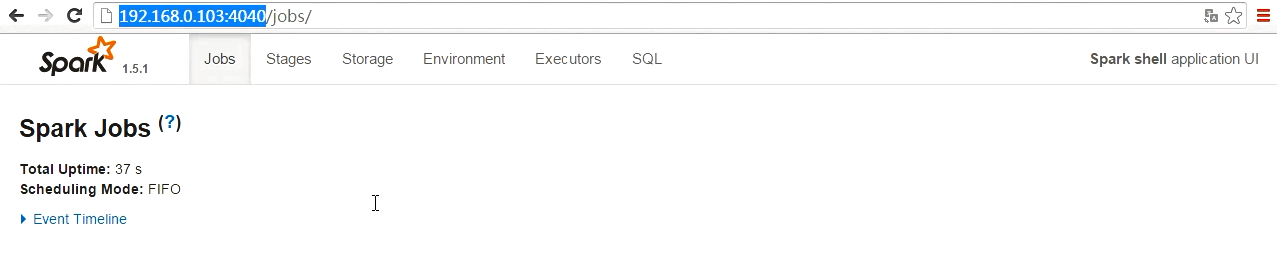 192.168.0.103:4040/jobs/
Spark 1.5.1 Jobs Stages Storage Environment Executors SQL Spark shell application UI
Spark Jobs (?)
Total Uptime: 37 s
Scheduling Mode: FIFO
Event Timeline